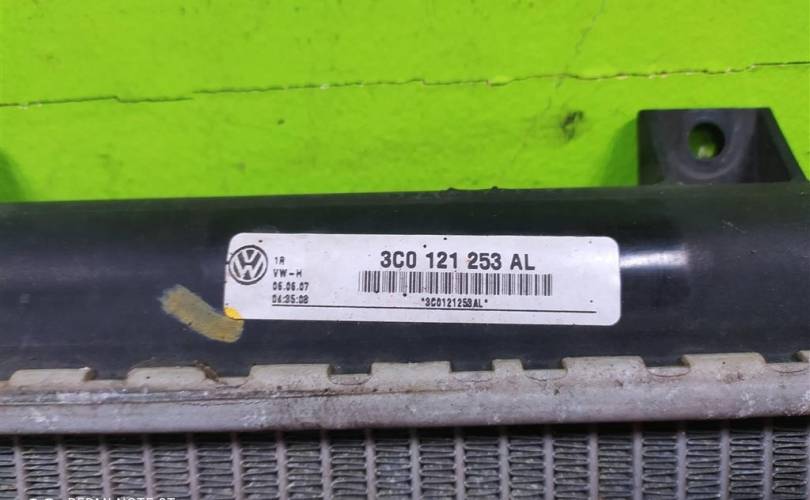 3C0 121 253 AL
1R
VW-H
06.06.07
04:35:08
*3C0121253AL*